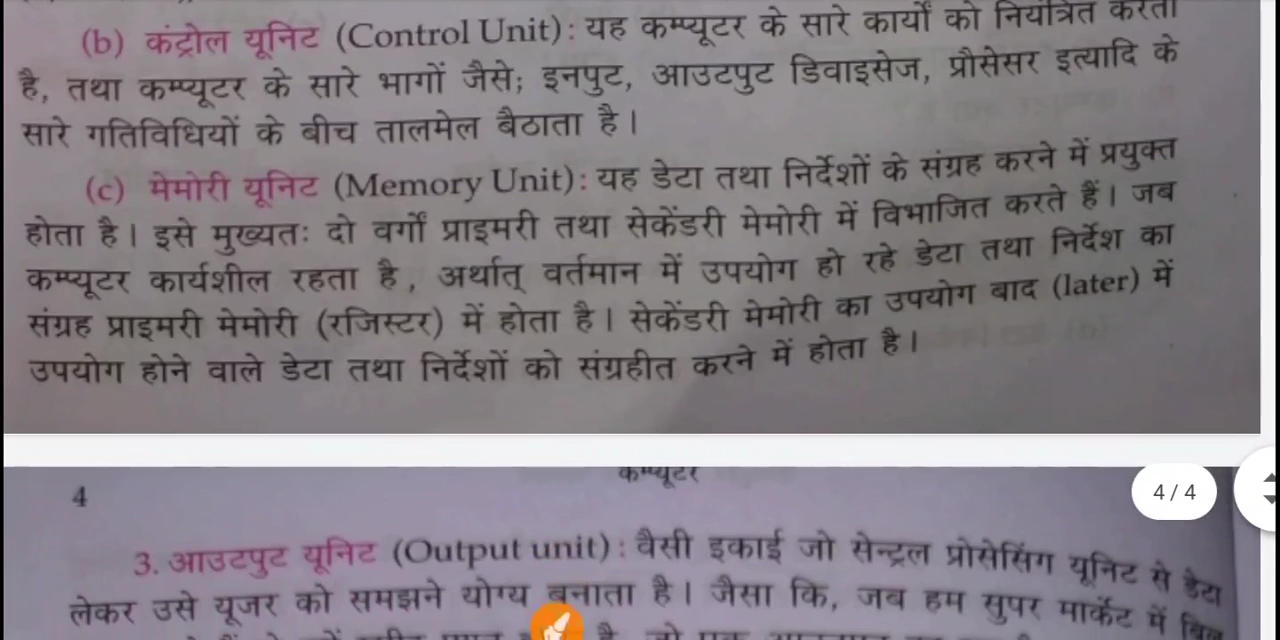 (b) कंट्रोल यूनिट (Control Unit) : यह कम्प्यूटर के सारे कार्यों को नियंत्रित करता
है, तथा कम्प्यूटर के सारे भागों जैसे; इनपुट, आउटपुट डिवाइसेज, प्रौसेसर इत्यादि के
सारे गतिविधियों के बीच तालमेल बैठाता है।
(c) मेमोरी यूनिट (Memory Unit) : यह डेटा तथा निर्देशों के संग्रह करने में प्रयुक्त
होता है। इसे मुख्यतः दो वर्गों प्राइमरी तथा सेकेंडरी मेमोरी में विभाजित करते हैं। जब
कम्प्यूटर कार्यशील रहता है, अर्थात् वर्तमान में उपयोग हो रहे डेटा तथा निर्देश का
संग्रह प्राइमरी मेमोरी (रजिस्टर) में होता है। सेकेंडरी मेमोरी का उपयोग बाद (later) में
उपयोग होने वाले डेटा तथा निर्देशों को संग्रहीत करने में होता है।
4 कम्प्यूटर
4 / 4
3. आउटपुट यूनिट (Output unit) : वैसी इकाई जो सेन्ट्रल प्रोसेसिंग यूनिट से डेटा
लेकर उसे यूजर को समझने योग्य बनाता है। जैसा कि, जब हम सुपर मार्केट में